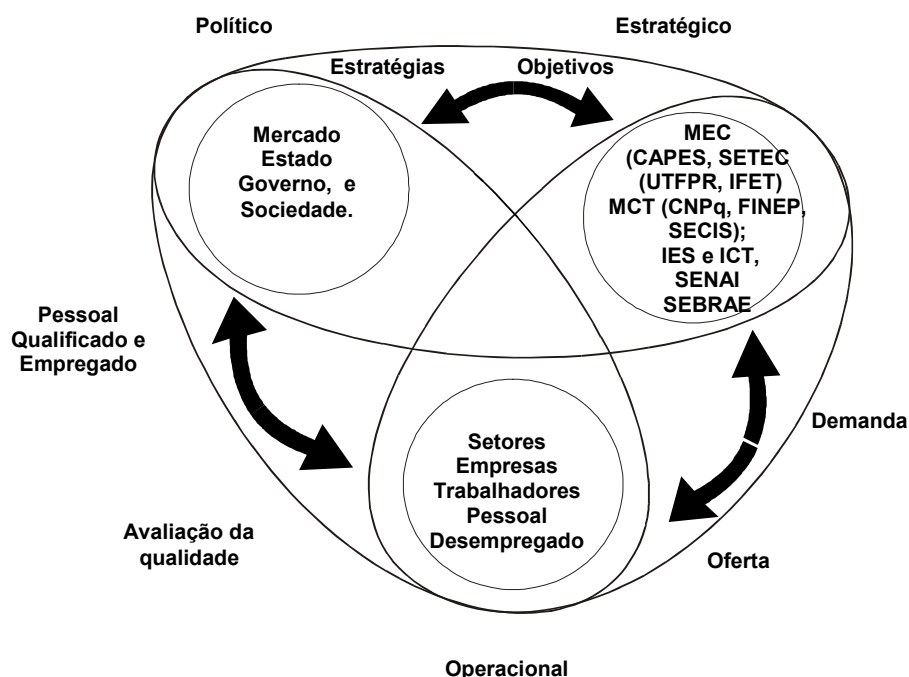 Político
Estratégico
Estratégias
Objetivos
Mercado
Estado
Governo, e
Sociedade.
MEC
(CAPES, SETEC
(UTFPR, IFET)
MCT (CNPq, FINEP,
SECIS);
IES e ICT,
SENAI
SEBRAE
Pessoal
Qualificado e
Empregado
Demanda
Setores
Empresas
Trabalhadores
Pessoal
Desempregado
Avaliação da
qualidade
Oferta
Operacional